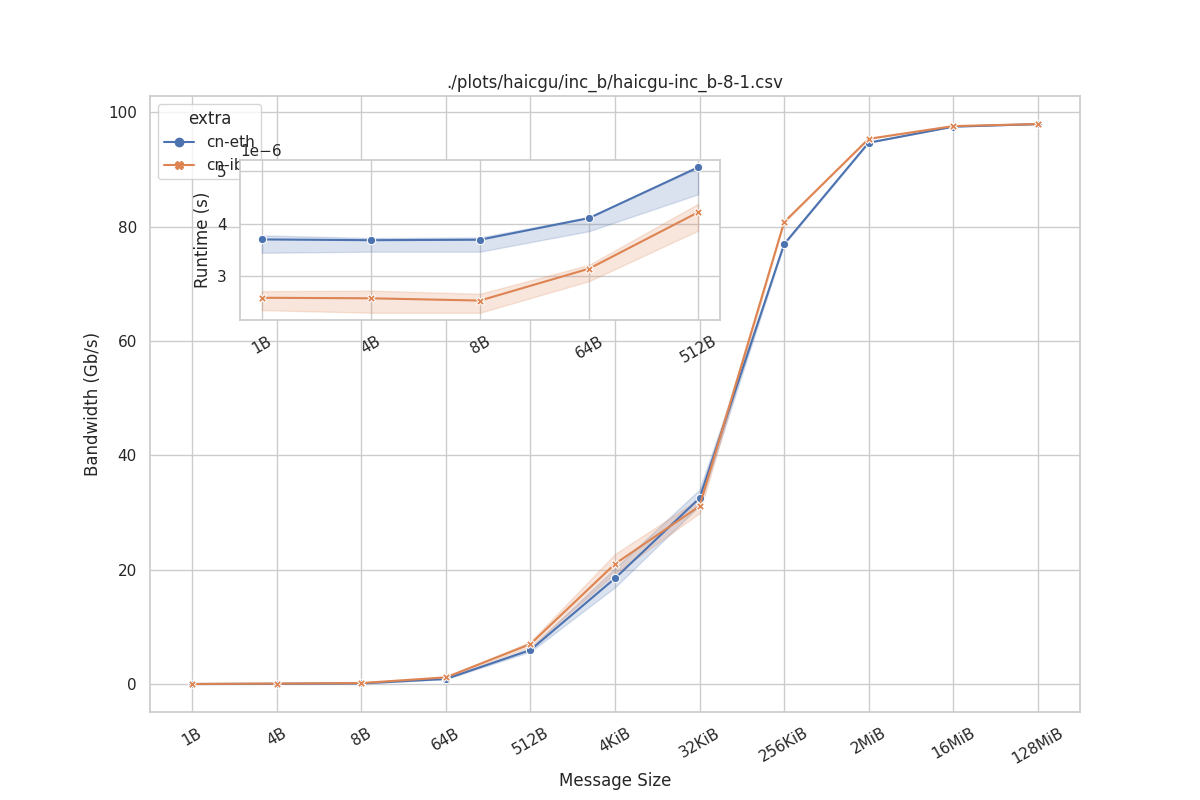 ./plots/haicgu/inc_b/haicgu-inc_b-8-1.csv
extra
cn-eth
cn-ib
1e-6
Runtime (s)
5
4
3
1B 4B 8B 64B 512B
Bandwidth (Gb/s)
100
80
60
40
20
0
1B 4B 8B 64B 512B 4KiB 32KiB 256KiB 2MiB 16MiB 128MiB
Message Size